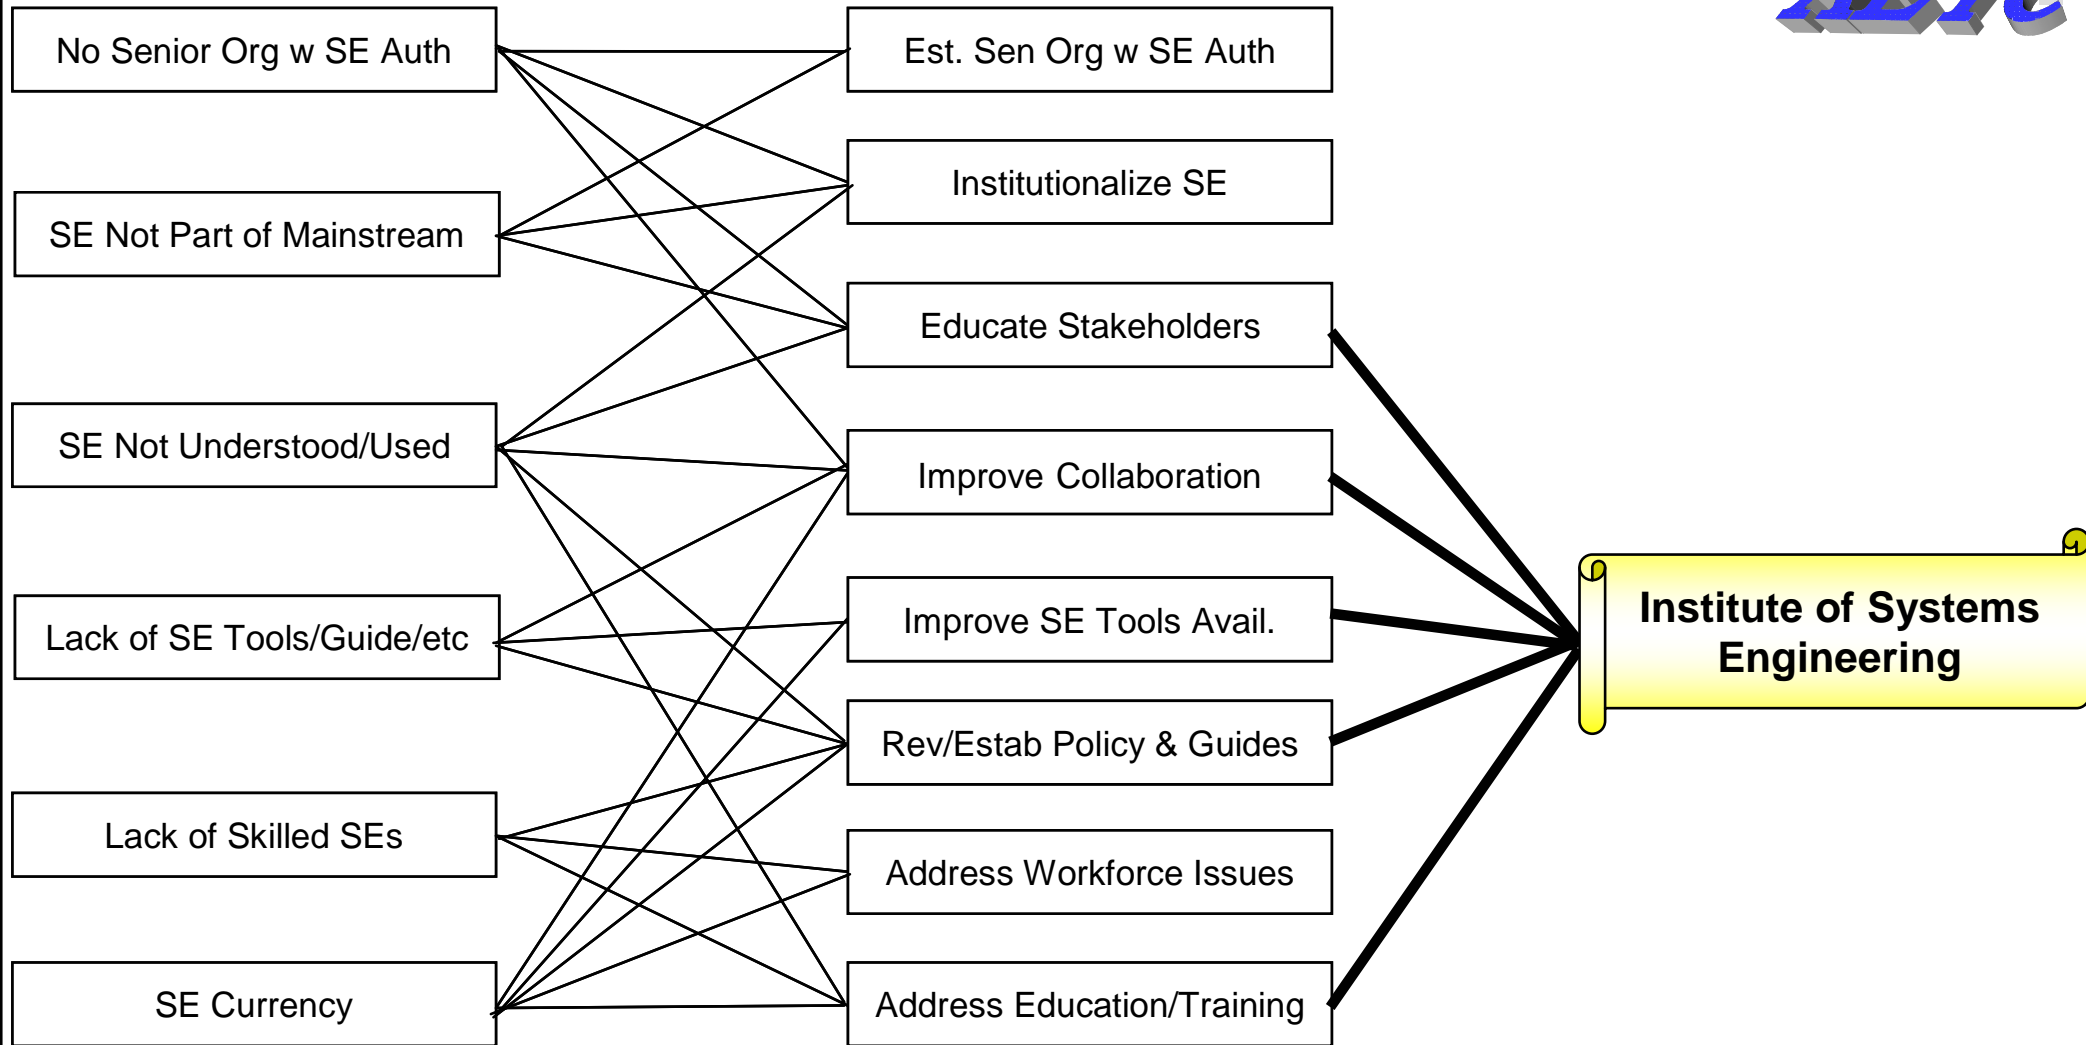 No Senior Org w SE Auth
SE Not Part of Mainstream
SE Not Understood/Used
Lack of SE Tools/Guide/etc
Lack of Skilled SEs
SE Currency
Est. Sen Org w SE Auth
Institutionalize SE
Educate Stakeholders
Improve Collaboration
Improve SE Tools Avail.
Rev/Estab Policy & Guides
Address Workforce Issues
Address Education/Training
Institute of Systems
Engineering